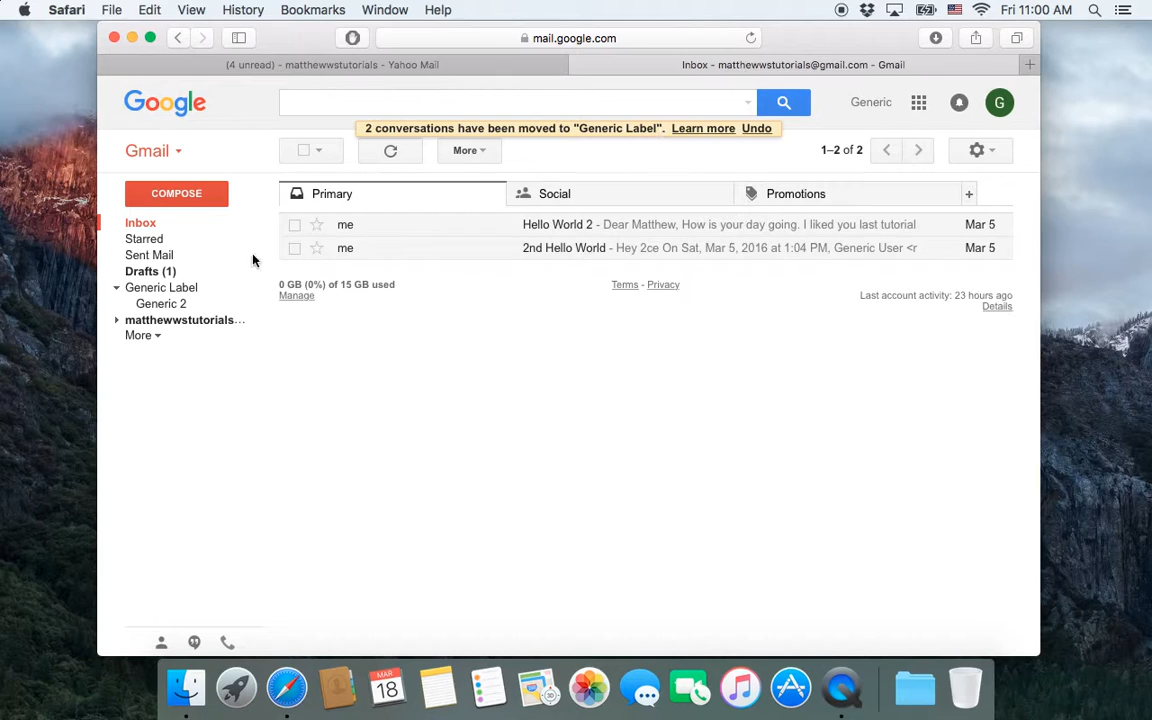 Safari File Edit View History Bookmarks Window Help Fri 11:00 AM
mail.google.com
(4 unread) - matthewwstutorials - Yahoo Mail Inbox - matthewwstutorials@gmail.com - Gmail +
Google Generic G
2 conversations have been moved to "Generic Label". Learn more Undo
Gmail More 1–2 of 2
COMPOSE Primary Social Promotions +
Inbox
me Hello World 2 - Dear Matthew, How is your day going. I liked you last tutorial Mar 5
Starred
me 2nd Hello World - Hey 2ce On Sat, Mar 5, 2016 at 1:04 PM, Generic User <r Mar 5
Sent Mail
Drafts (1)
Generic Label
0 GB (0%) of 15 GB used Terms - Privacy
Manage Last account activity: 23 hours ago
Generic 2 Details
matthewwstutorials...
More
MAR
18
3D